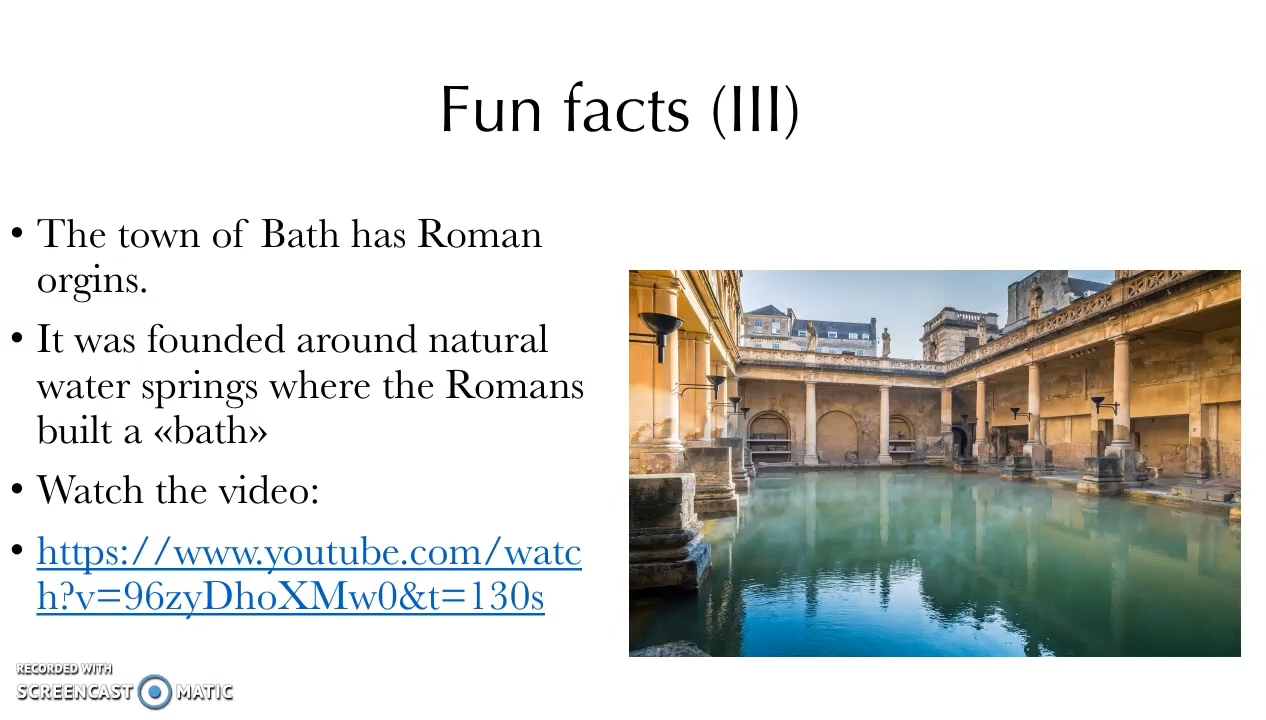 Fun facts (III)
• The town of Bath has Roman
orgins.
• It was founded around natural
water springs where the Romans
built a «bath»
• Watch the video:
• https://www.youtube.com/watc
h?v=96zyDhoXMw0&t=130s
RECORDED WITH
SCREENCAST MATIC